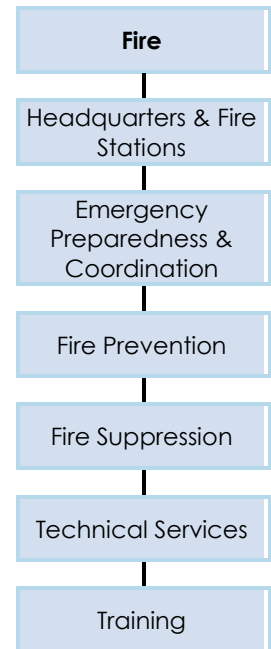 Fire
Headquarters & Fire
Stations
Emergency
Preparedness &
Coordination
Fire Prevention
Fire Suppression
Technical Services
Training